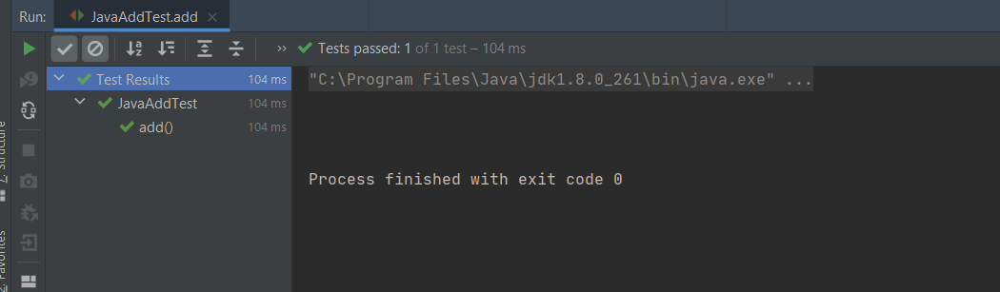 Run: JavaAddTest.add
Tests passed: 1 of 1 test – 104 ms
Test Results 104 ms
JavaAddTest 104 ms
add() 104 ms
"C:\Program Files\Java\jdk1.8.0_261\bin\java.exe" ...
Process finished with exit code 0
7: Structure
2: Favorites